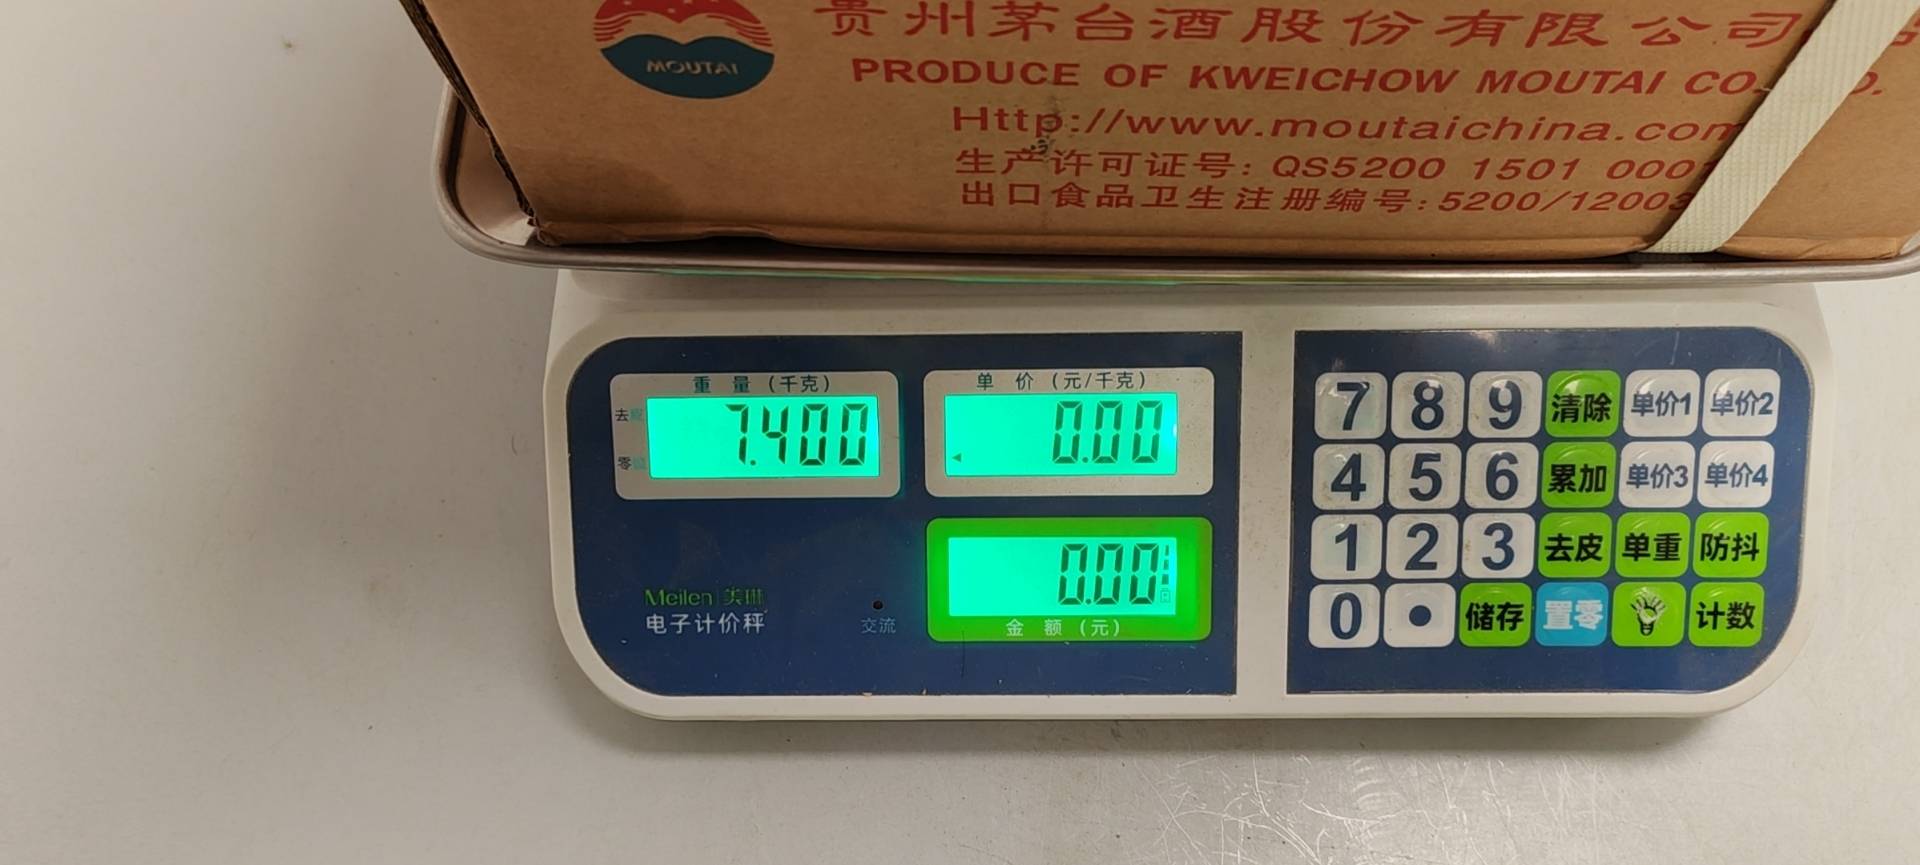 MOUTAI
贵州茅台酒股份有限公司
PRODUCE OF KWEICHOW MOUTAI CO.
Http://www.moutaichina.com
生产许可证号: QS5200 1501 0001
出口食品卫生注册编号: 5200/12003
重 量 (千克)
去皮
7.400
零
单 价 (元/千克)
0.00
0.00
金 额 (元)
Meilen 美琳
电子计价秤
交流
7 8 9 清除 单价1 单价2
4 5 6 累加 单价3 单价4
1 2 3 去皮 单重 防抖
0 • 储存 置零 计数